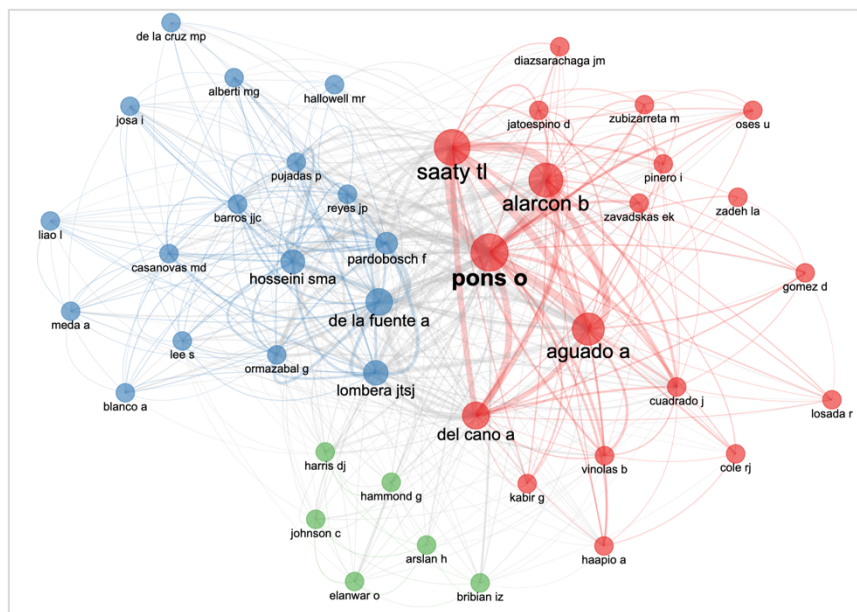 de la cruz mp
diazsarachaga jm
alberti mg
hallowell mr
josa i
jatoespino d
zubizarreta m
oses u
saaty tl
pujadas p
pinero i
alarcon b
reyes jp
barros jjc
zavadskas ek
zadeh la
liao l
casanovas md
pardobosch f
hosseini sma
pons o
gomez d
meda a
de la fuente a
lee s
aguado a
ormazabal g
lombera jtsj
cuadrado j
blanco a
losada r
del cano a
harris dj
vinolas b
cole rj
hammond g
kabir g
johnson c
arslan h
haapio a
elanwar o
bribian iz